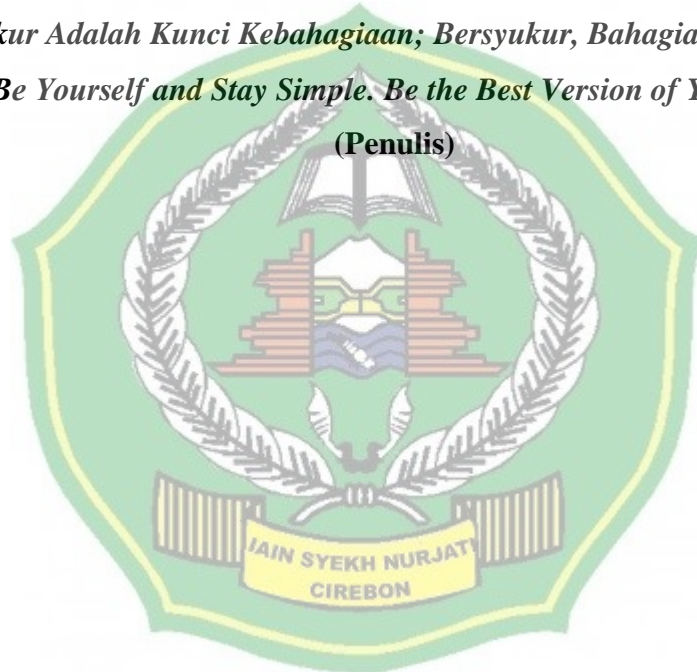 kur Adalah Kunci Kebahagiaan; Bersyukur, Bahagia
Be Yourself and Stay Simple. Be the Best Version of Y
(Penulis)
IAIN SYEKH NURJATI
CIREBON